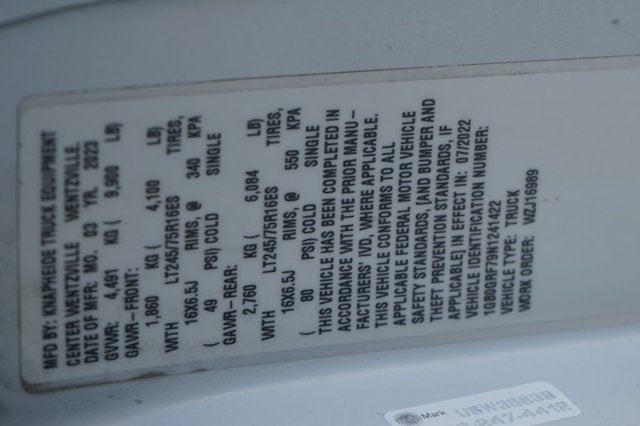 MFD BY: KNAPHEIDE TRUCK EQUIPMENT
CENTER WENTZVILLE WENTZVILLE,
DATE OF MFR: MO. 03 YR. 2023
GVWR: 4,491 KG ( 9,900 LB)
GAWR-FRONT:
1,860 KG ( 4,100 LB)
WITH LT245/75R16ES TIRES,
16X6.5J RIMS, @ 340 KPA
( 49 PSI) COLD SINGLE
GAWR-REAR:
2,760 KG ( 6,084 LB)
WITH LT245/75R16ES TIRES,
16X6.5J RIMS, @ 550 KPA
( 80 PSI) COLD SINGLE
THIS VEHICLE HAS BEEN COMPLETED IN
ACCORDANCE WITH THE PRIOR MANU-
FACTURERS' IVD, WHERE APPLICABLE.
THIS VEHICLE CONFORMS TO ALL
APPLICABLE FEDERAL MOTOR VEHICLE
SAFETY STANDARDS, [AND BUMPER AND
THEFT PREVENTION STANDARDS, IF
APPLICABLE] IN EFFECT IN: 07/2022
VEHICLE IDENTIFICATION NUMBER:
1GB0GRF79N1241422
VEHICLE TYPE: TRUCK
WORK ORDER: WZJ16989
Mark